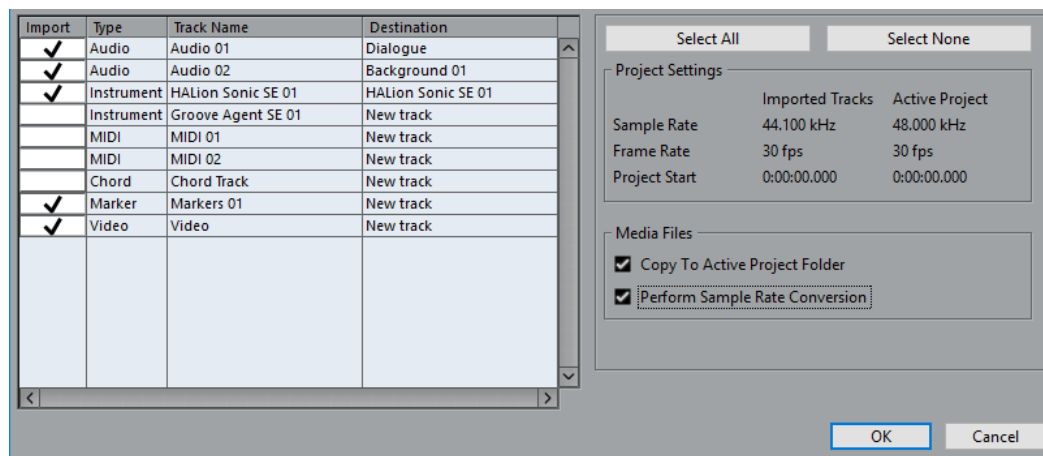 Import Type Track Name Destination
Audio Audio 01 Dialogue
Audio Audio 02 Background 01
Instrument HALion Sonic SE 01 HALion Sonic SE 01
Instrument Groove Agent SE 01 New track
MIDI MIDI 01 New track
MIDI MIDI 02 New track
Chord Chord Track New track
Marker Markers 01 New track
Video Video New track
Select All Select None
Project Settings
Imported Tracks Active Project
Sample Rate 44.100 kHz 48.000 kHz
Frame Rate 30 fps 30 fps
Project Start 0:00:00.000 0:00:00.000
Media Files
Copy To Active Project Folder
Perform Sample Rate Conversion
OK Cancel